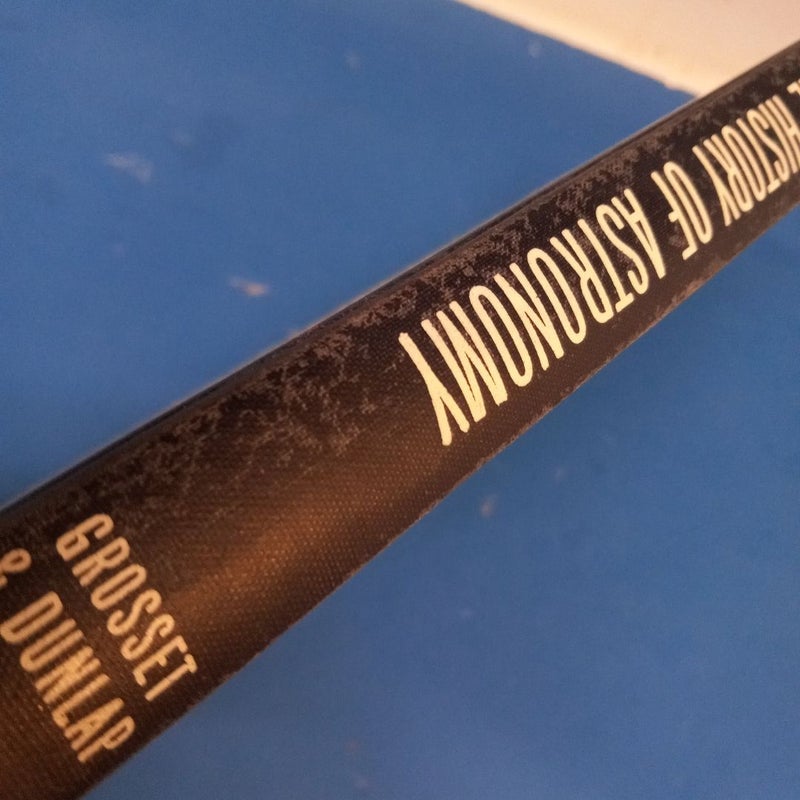 HISTORY OF ASTRONOMY
GROSSET
& DUNLAP